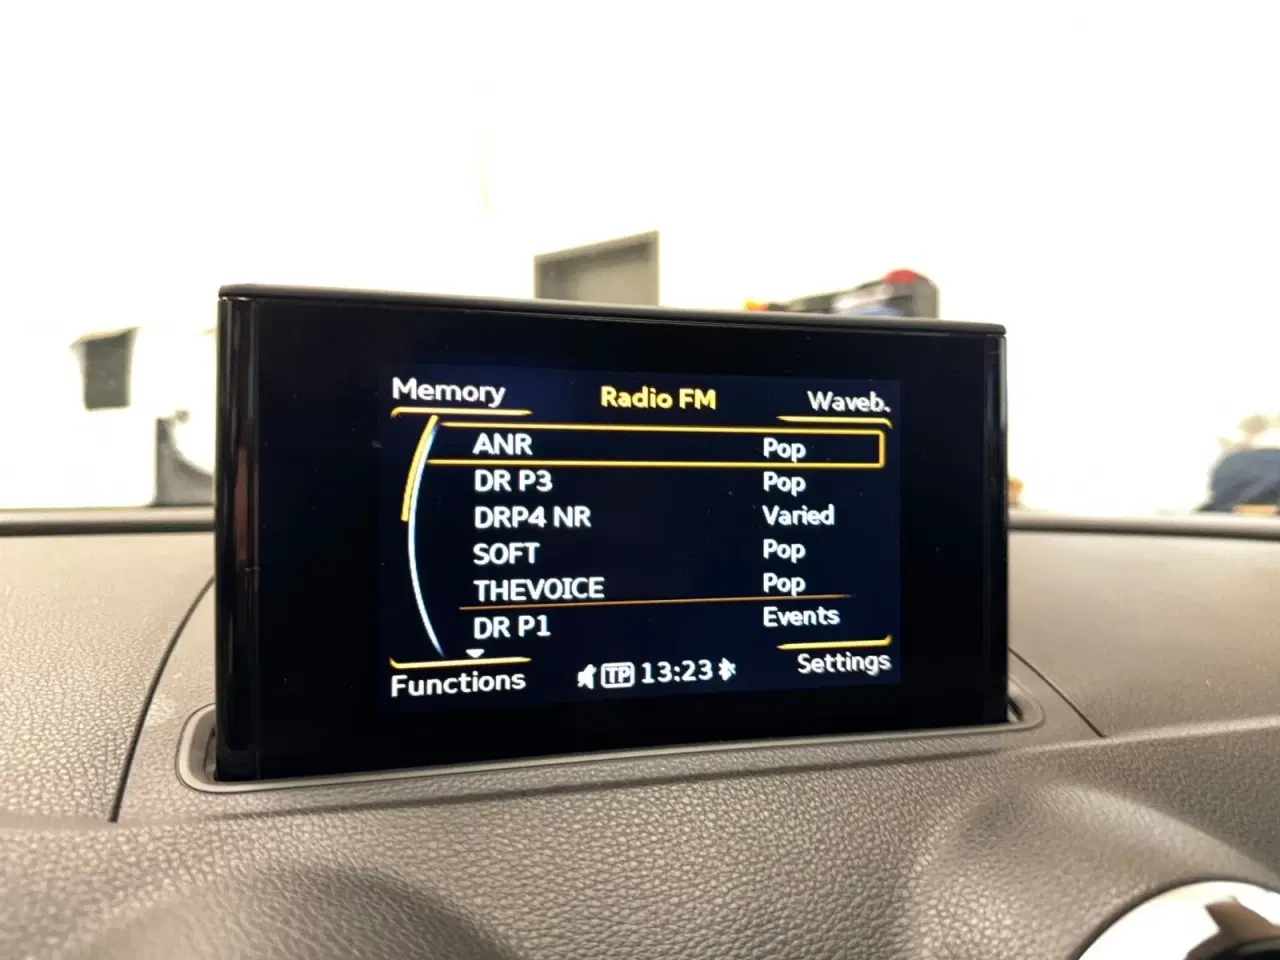 Memory Radio FM Waveb.
ANR Pop
DR P3 Pop
DRP4 NR Varied
SOFT Pop
THEVOICE Pop
DR P1 Events
Functions TP 13:23 Settings